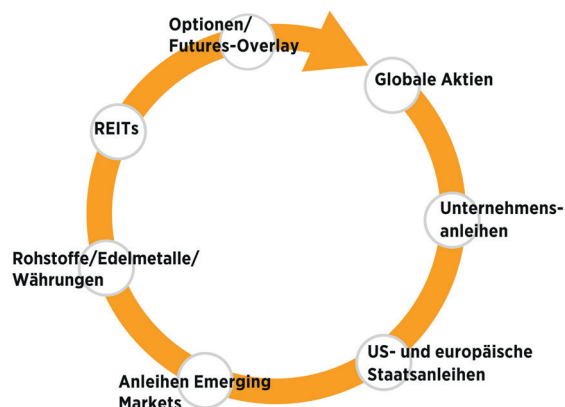 Optionen/
Futures-Overlay
Globale Aktien
Unternehmens-
anleihen
US- und europäische
Staatsanleihen
Anleihen Emerging
Markets
Rohstoffe/Edelmetalle/
Währungen
REITs